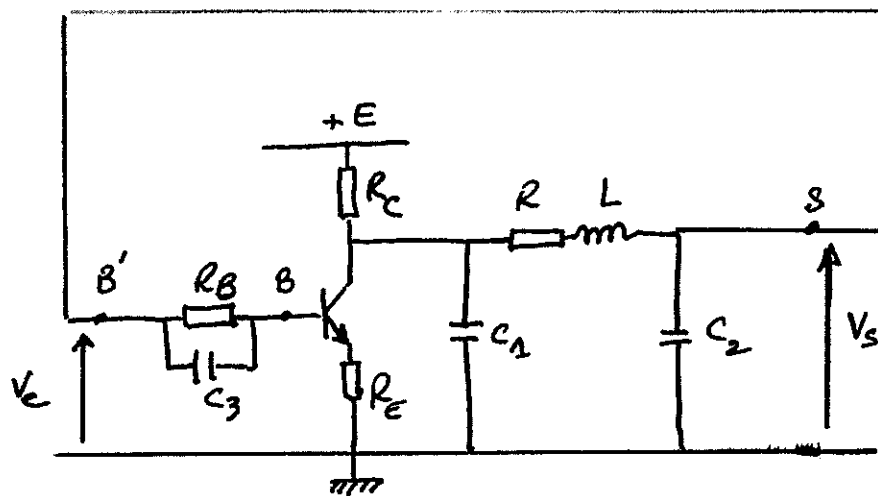 + E
R_C
R L S
B' R_B B
C_3
C_1 C_2
V_e V_s
R_E